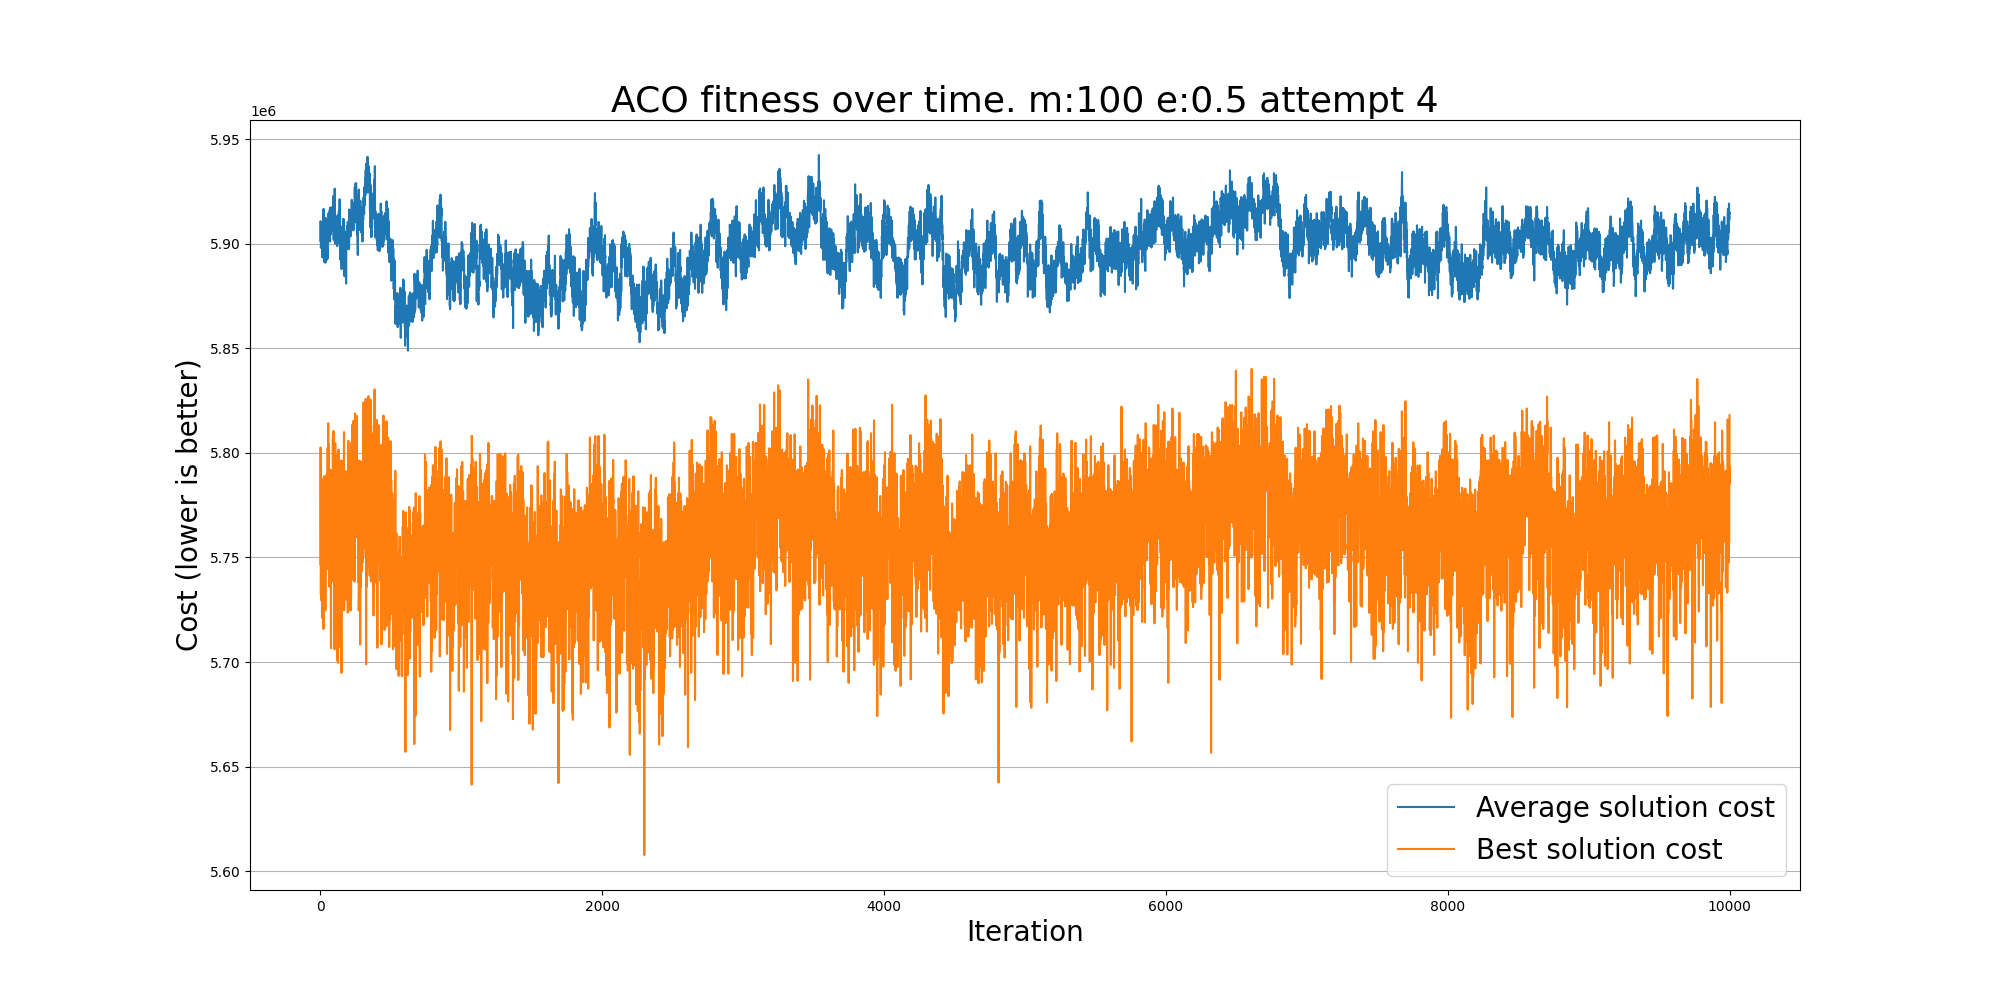 ACO fitness over time. m:100 e:0.5 attempt 4
1e6
5.95
5.90
5.85
5.80
5.75
5.70
5.65
5.60
Cost (lower is better)
Average solution cost
Best solution cost
0 2000 4000 6000 8000 10000
Iteration